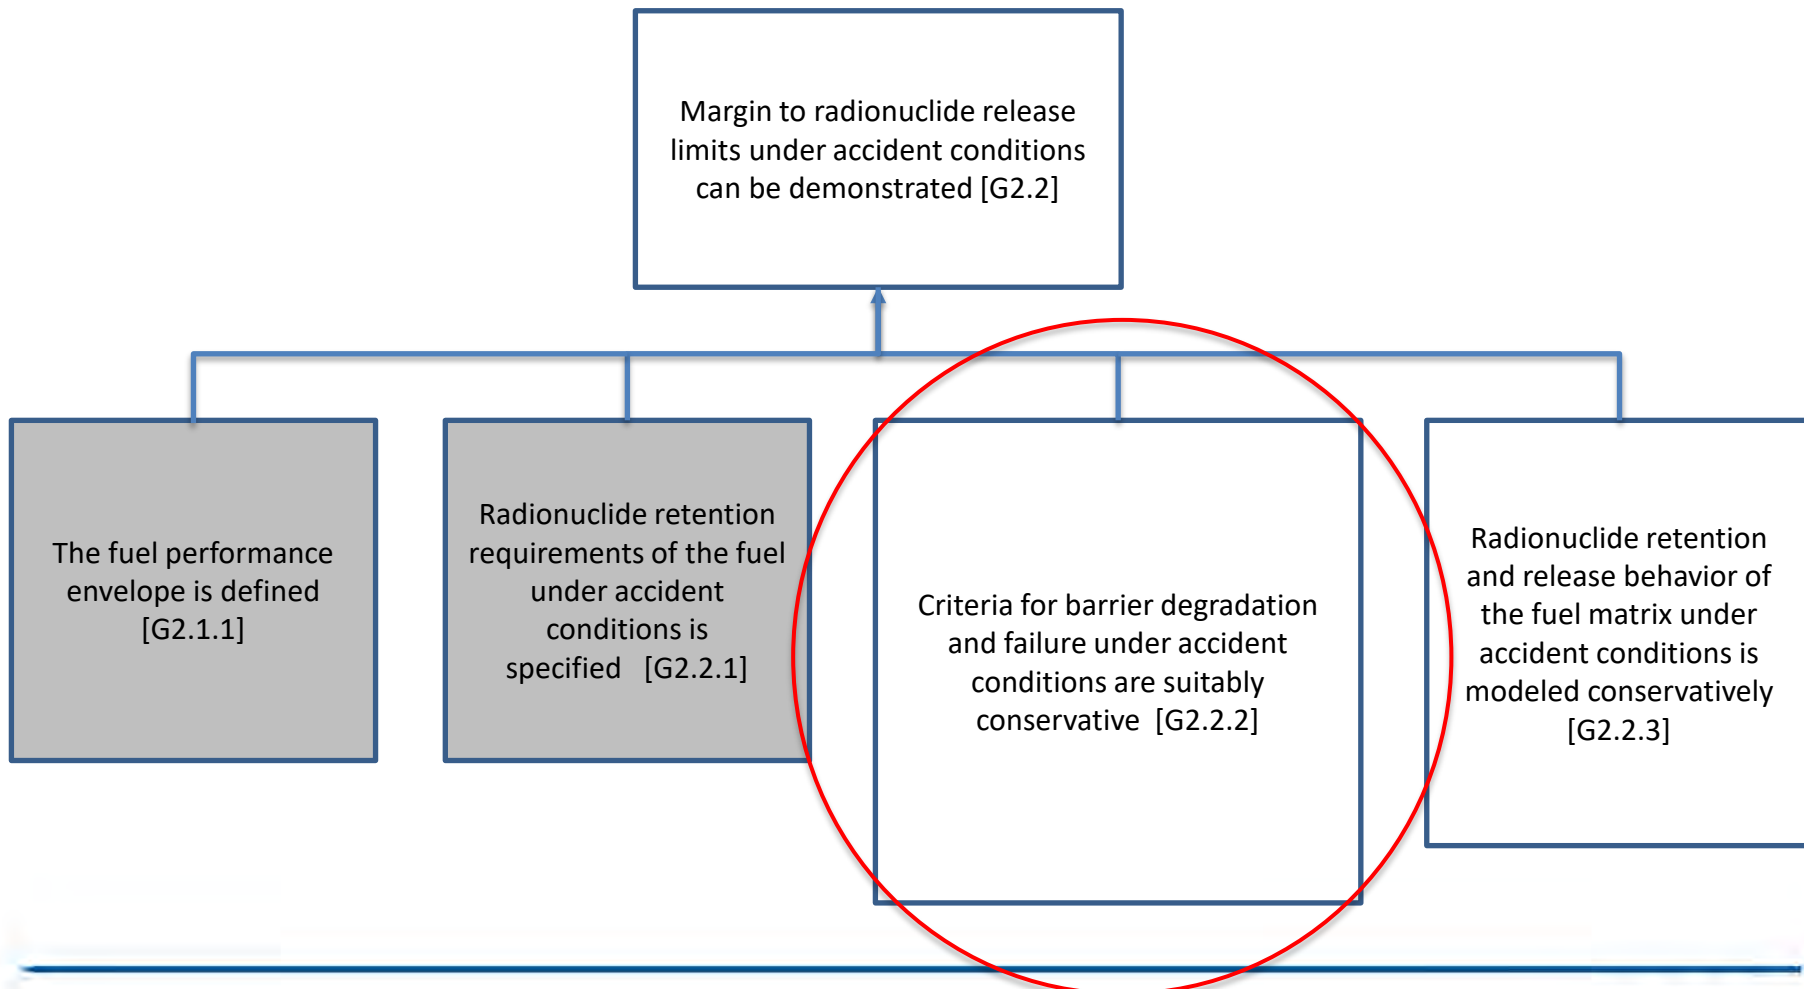 Margin to radionuclide release
limits under accident conditions
can be demonstrated [G2.2]
The fuel performance
envelope is defined
[G2.1.1]
Radionuclide retention
requirements of the fuel
under accident
conditions is
specified [G2.2.1]
Criteria for barrier degradation
and failure under accident
conditions are suitably
conservative [G2.2.2]
Radionuclide retention
and release behavior of
the fuel matrix under
accident conditions is
modeled conservatively
[G2.2.3]